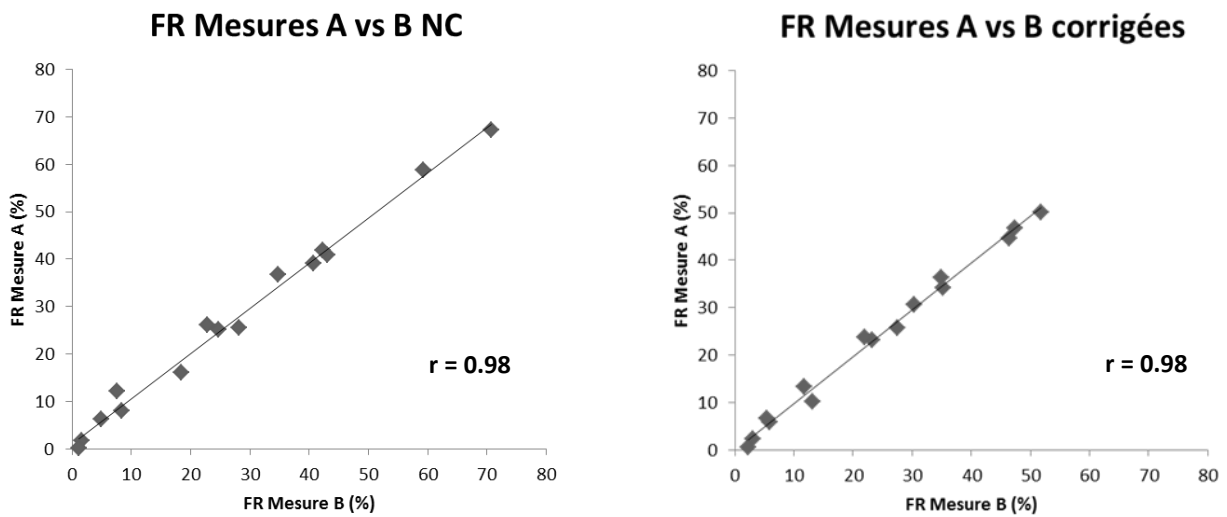 FR Mesures A vs B NC
80
70
60
50
40
30
20
10
0
FR Mesure A (%)
r = 0.98
0 10 20 30 40 50 60 70 80
FR Mesure B (%)
FR Mesures A vs B corrigées
80
70
60
50
40
30
20
10
0
FR Mesure A (%)
r = 0.98
0 10 20 30 40 50 60 70 80
FR Mesure B (%)